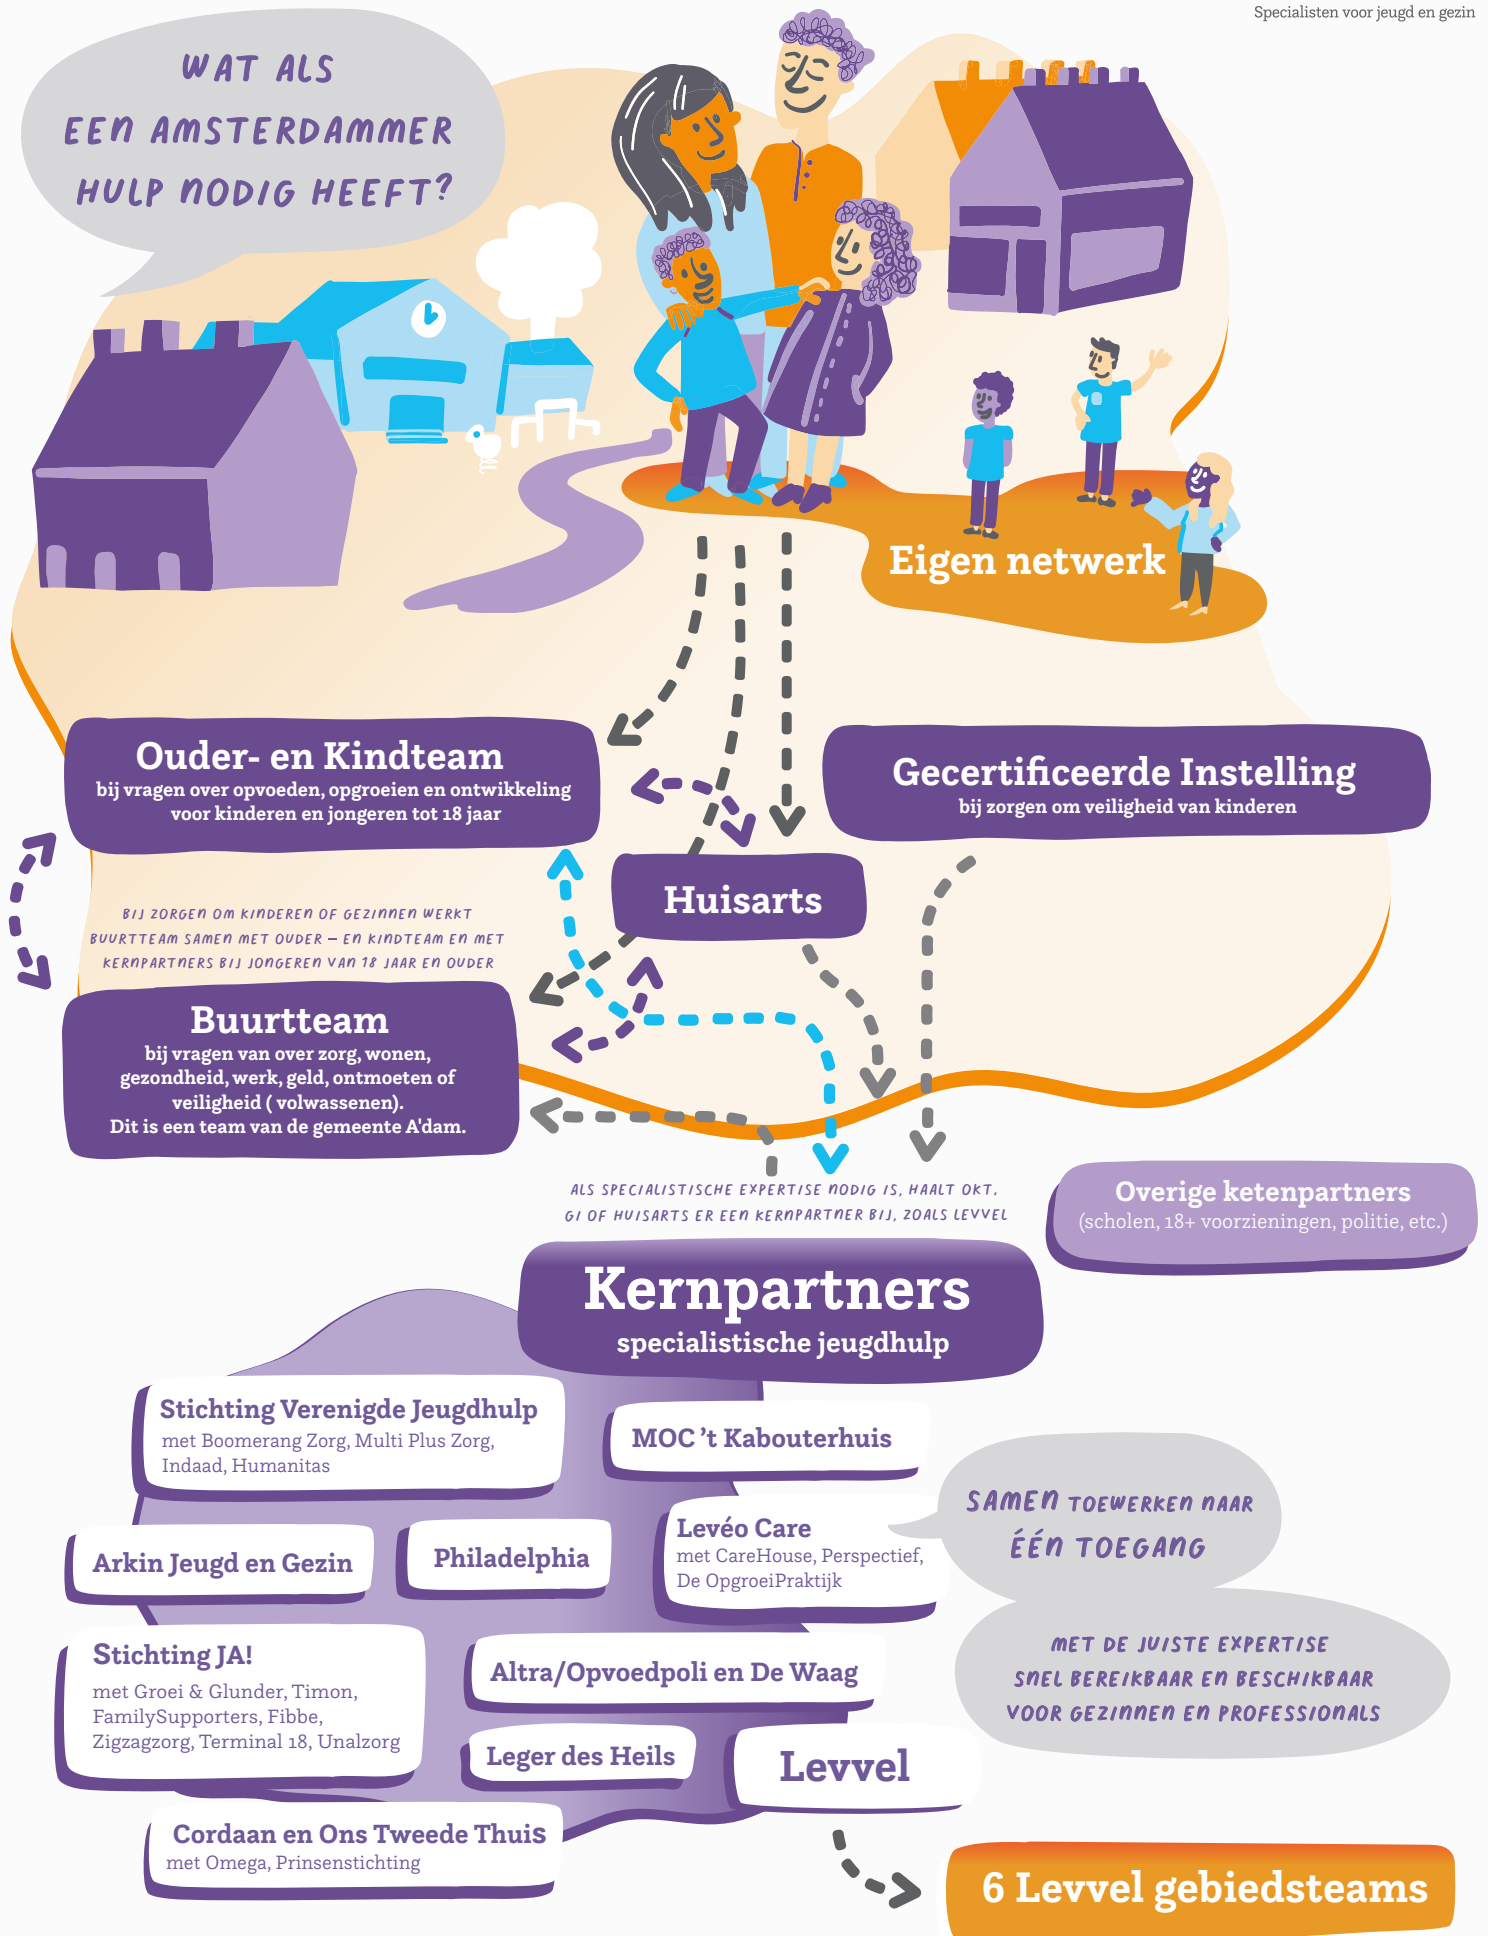 Specialisten voor jeugd en gezin
WAT ALS
EEN AMSTERDAMMER
HULP NODIG HEEFT?
Eigen netwerk
Ouder- en Kindteam
bij vragen over opvoeden, opgroeien en ontwikkeling
voor kinderen en jongeren tot 18 jaar
Gecertificeerde Instelling
bij zorgen om veiligheid van kinderen
Huisarts
BIJ ZORGEN OM KINDEREN OF GEZINNEN WERKT
BUURTTEAM SAMEN MET OUDER – EN KINDTEAM EN MET
KERNPARTNERS BIJ JONGEREN VAN 18 JAAR EN OUDER
Buurtteam
bij vragen van over zorg, wonen,
gezondheid, werk, geld, ontmoeten of
veiligheid ( volwassenen).
Dit is een team van de gemeente A'dam.
ALS SPECIALISTISCHE EXPERTISE NODIG IS, HAALT OKT,
GI OF HUISARTS ER EEN KERNPARTNER BIJ, ZOALS LEVVEL
Overige ketenpartners
(scholen, 18+ voorzieningen, politie, etc.)
Kernpartners
specialistische jeugdhulp
Stichting Verenigde Jeugdhulp
met Boomerang Zorg, Multi Plus Zorg,
Indaad, Humanitas
MOC ’t Kabouterhuis
Arkin Jeugd en Gezin
Philadelphia
Levéo Care
met CareHouse, Perspectief,
De OpgroeiPraktijk
SAMEN TOEWERKEN NAAR
ÉÉN TOEGANG
MET DE JUISTE EXPERTISE
SNEL BEREIKBAAR EN BESCHIKBAAR
VOOR GEZINNEN EN PROFESSIONALS
Stichting JA!
met Groei & Glunder, Timon,
FamilySupporters, Fibbe,
Zigzagzorg, Terminal 18, Unalzorg
Altra/Opvoedpoli en De Waag
Leger des Heils
Levvel
Cordaan en Ons Tweede Thuis
met Omega, Prinsenstichting
6 Levvel gebiedsteams